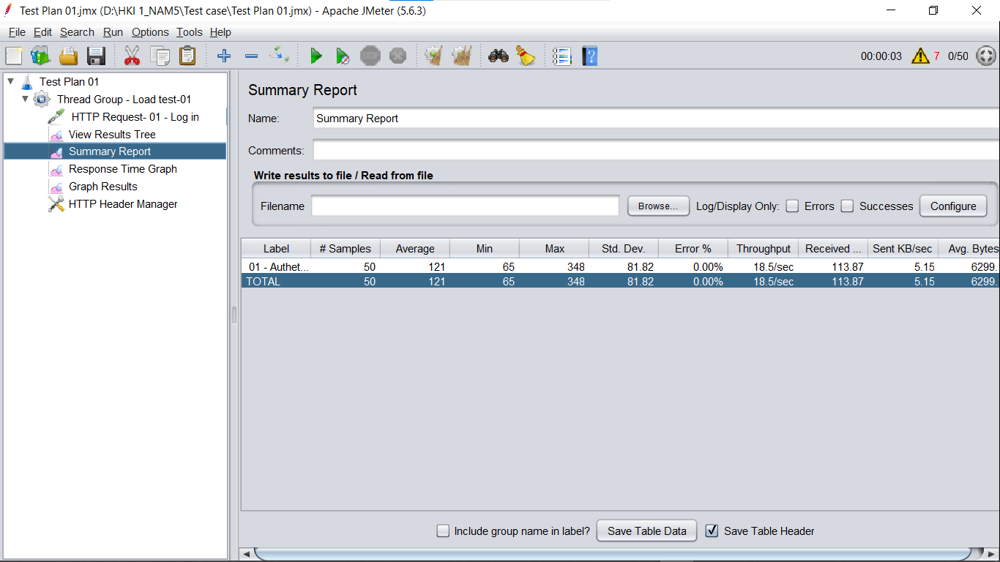 Test Plan 01.jmx (D:\HKI 1_NAM5\Test case\Test Plan 01.jmx) - Apache JMeter (5.6.3)
File Edit Search Run Options Tools Help
STOP 00:00:03 7 0/50
Test Plan 01
Thread Group - Load test-01
HTTP Request- 01 - Log in
View Results Tree
Summary Report
Response Time Graph
Graph Results
HTTP Header Manager
Summary Report
Name: Summary Report
Comments:
Write results to file / Read from file
Filename Browse... Log/Display Only: Errors Successes Configure
Label # Samples Average Min Max Std. Dev. Error % Throughput Received ... Sent KB/sec Avg. Bytes
01 - Authet... 50 121 65 348 81.82 0.00% 18.5/sec 113.87 5.15 6299.
TOTAL 50 121 65 348 81.82 0.00% 18.5/sec 113.87 5.15 6299.
Include group name in label? Save Table Data Save Table Header